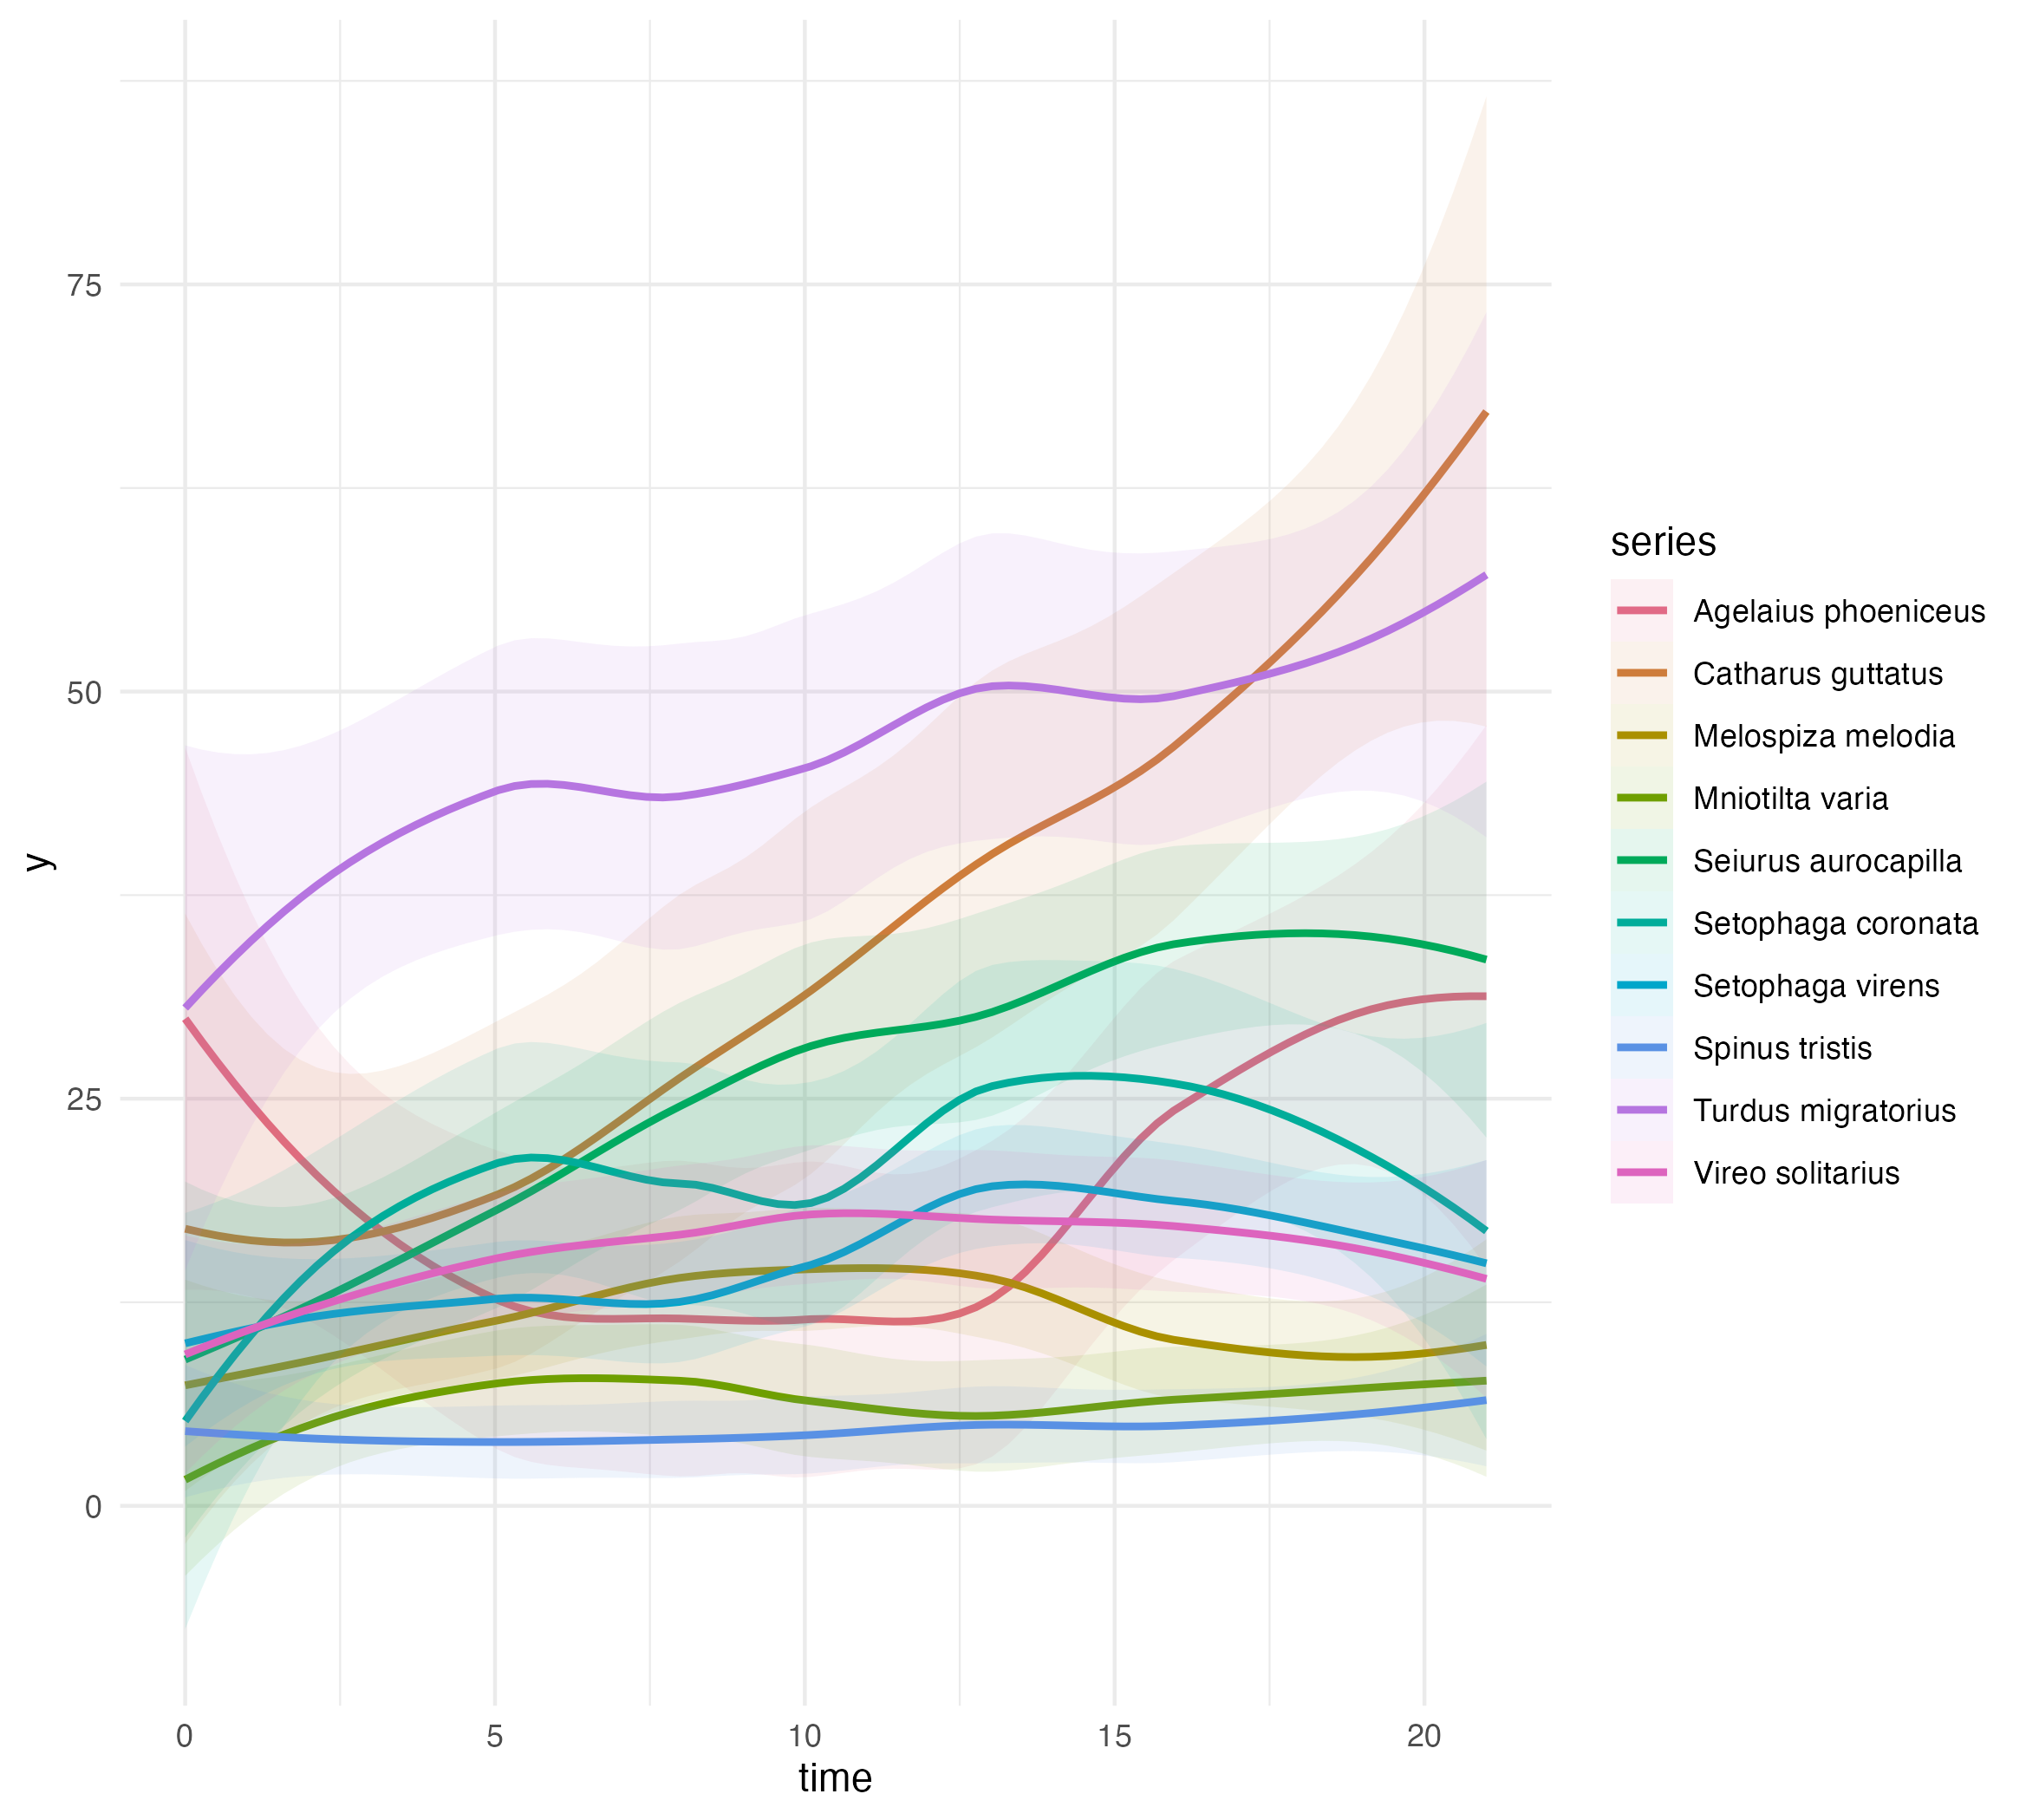 75
50
25
0
y
0 5 10 15 20
time
series
Agelaius phoeniceus
Catharus guttatus
Melospiza melodia
Mniotilta varia
Seiurus aurocapilla
Setophaga coronata
Setophaga virens
Spinus tristis
Turdus migratorius
Vireo solitarius